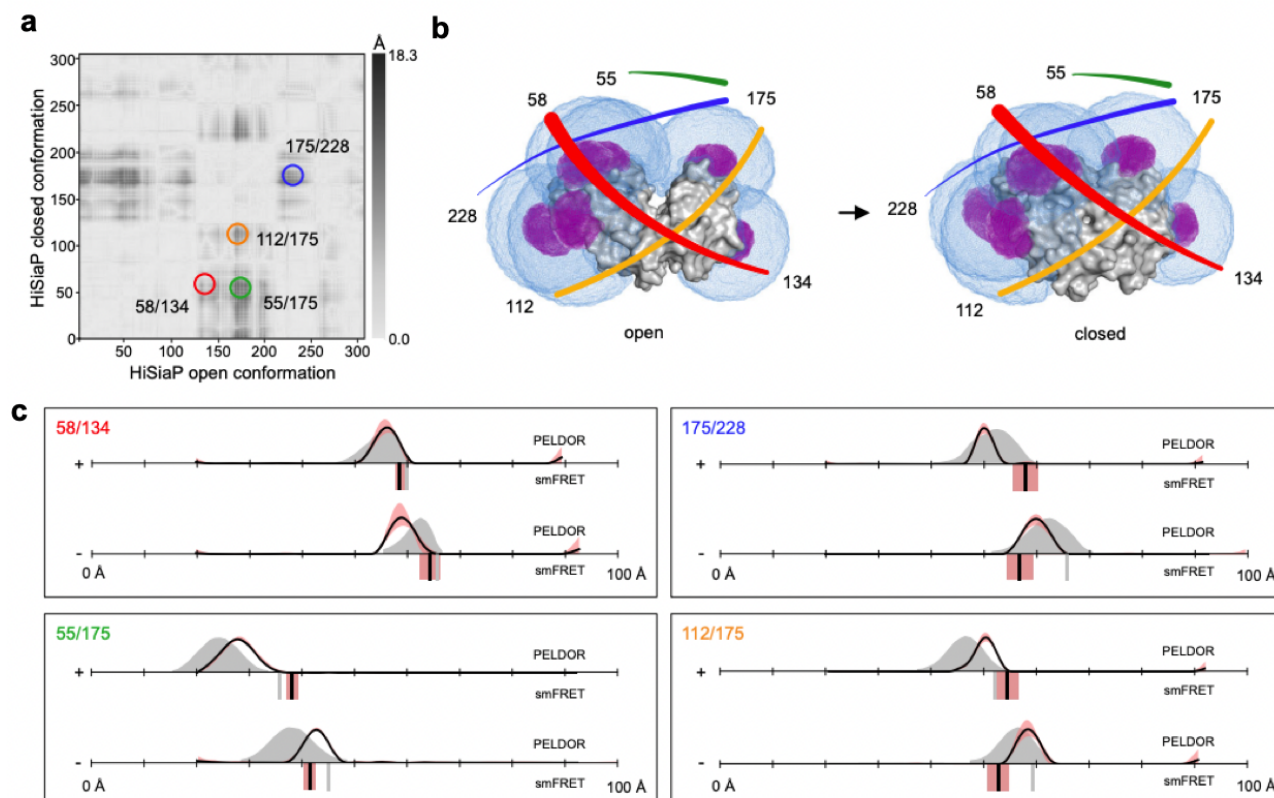 a
Å
18.3
0.0
HiSiaP closed conformation
300
250
200
150
100
50
0
175/228
112/175
58/134
55/175
50 100 150 200 250 300
HiSiaP open conformation
b
55
58
175
228
112
134
open
55
58
175
228
112
134
closed
c
58/134
PELDOR
+
smFRET
PELDOR
-
0 Å
smFRET
100 Å
175/228
PELDOR
+
smFRET
PELDOR
-
0 Å
smFRET
100 Å
55/175
PELDOR
+
smFRET
PELDOR
-
0 Å
smFRET
100 Å
112/175
PELDOR
+
smFRET
PELDOR
-
0 Å
smFRET
100 Å